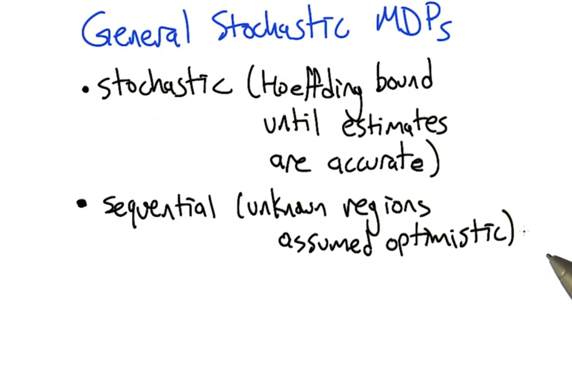 General Stochastic MDPs
• stochastic (Hoeffding bound
until estimates
are accurate)
• sequential (unknown regions
assumed optimistic)